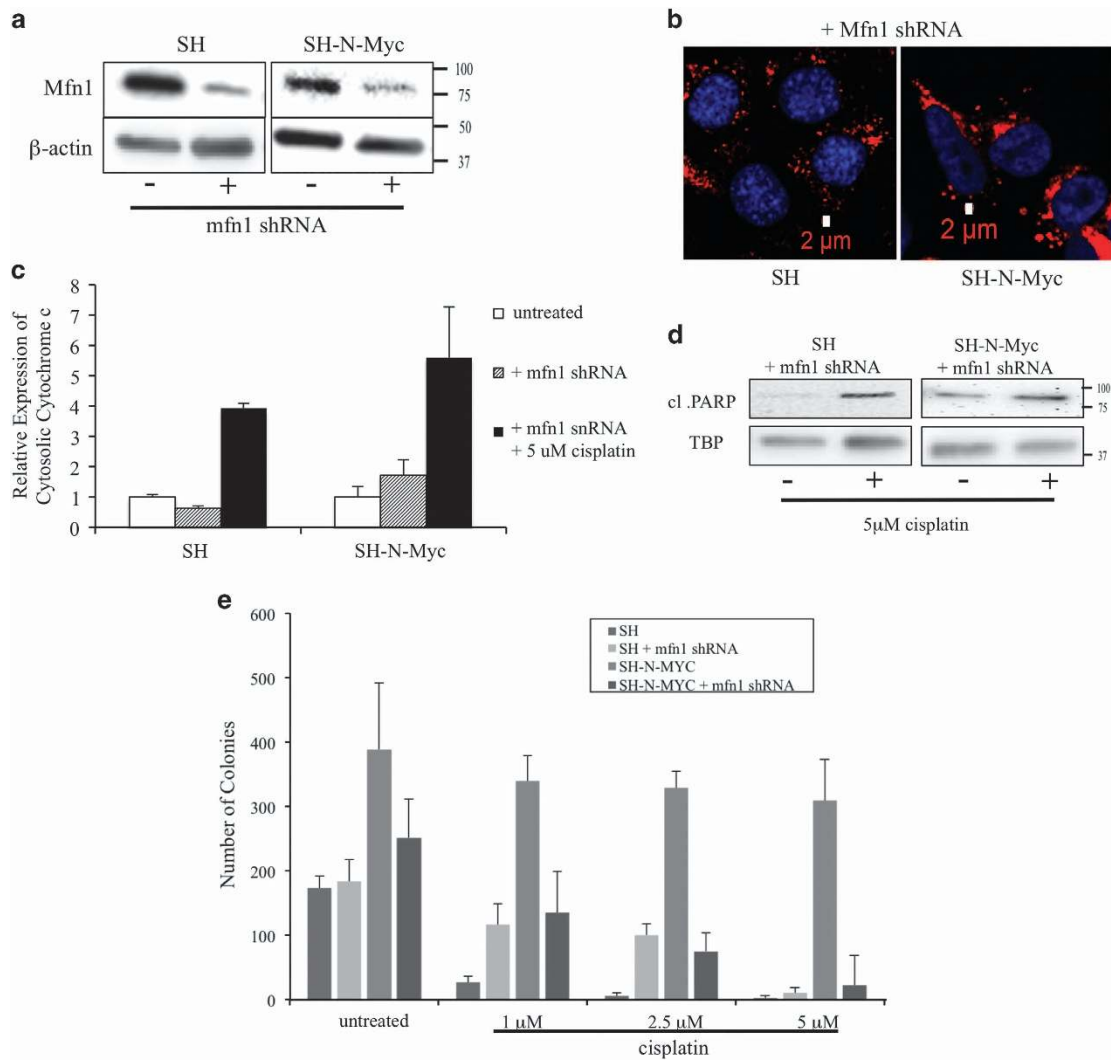 a
SH
SH-N-Myc
Mfn1
100
75
β-actin
50
37
- + - +
mfn1 shRNA
b
+ Mfn1 shRNA
2 µm
2 µm
SH
SH-N-Myc
c
Relative Expression of
Cytosolic Cytochrome c
8
7
6
5
4
3
2
1
0
SH
SH-N-Myc
untreated
+ mfn1 shRNA
+ mfn1 snRNA
+ 5 uM cisplatin
d
SH
+ mfn1 shRNA
SH-N-Myc
+ mfn1 shRNA
cl .PARP
100
75
TBP
37
- + - +
5µM cisplatin
e
Number of Colonies
600
500
400
300
200
100
0
SH
SH + mfn1 shRNA
SH-N-MYC
SH-N-MYC + mfn1 shRNA
untreated
1 µM
2.5 µM
5 µM
cisplatin